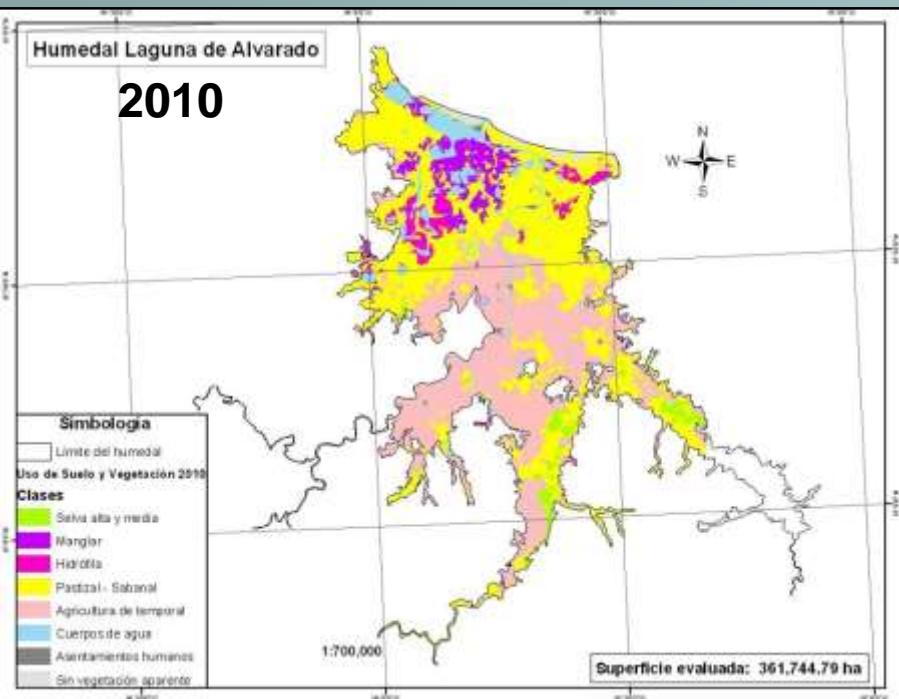 Humedal Laguna de Alvarado
2010
N
W E
S
Simbología
Límite del humedal
Uso de Suelo y Vegetación 2010
Clases
Selva alta y media
Manglar
Hidrófila
Pastizal - Sabanal
Agricultura de temporal
Cuerpos de agua
Asentamientos humanos
Sin vegetación aparente
1:700,000
Superficie evaluada: 361,744.79 ha